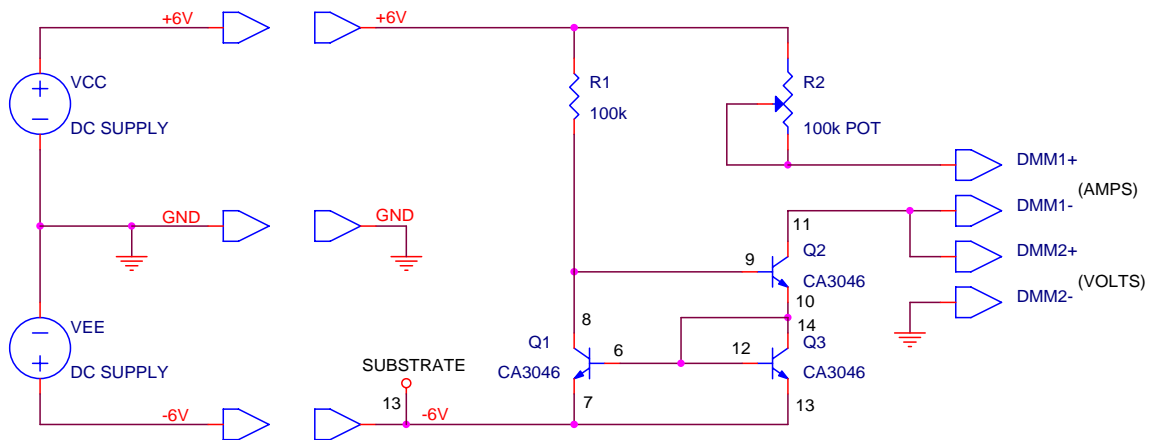 +6V
+6V
VCC
+
−
DC SUPPLY
R1
100k
R2
100k POT
DMM1+
(AMPS)
DMM1-
GND
GND
11
DMM2+
Q2
9
CA3046
(VOLTS)
DMM2-
10
VEE
−
+
DC SUPPLY
8
14
Q1
Q3
6
12
CA3046
CA3046
SUBSTRATE
13
7
13
-6V
-6V